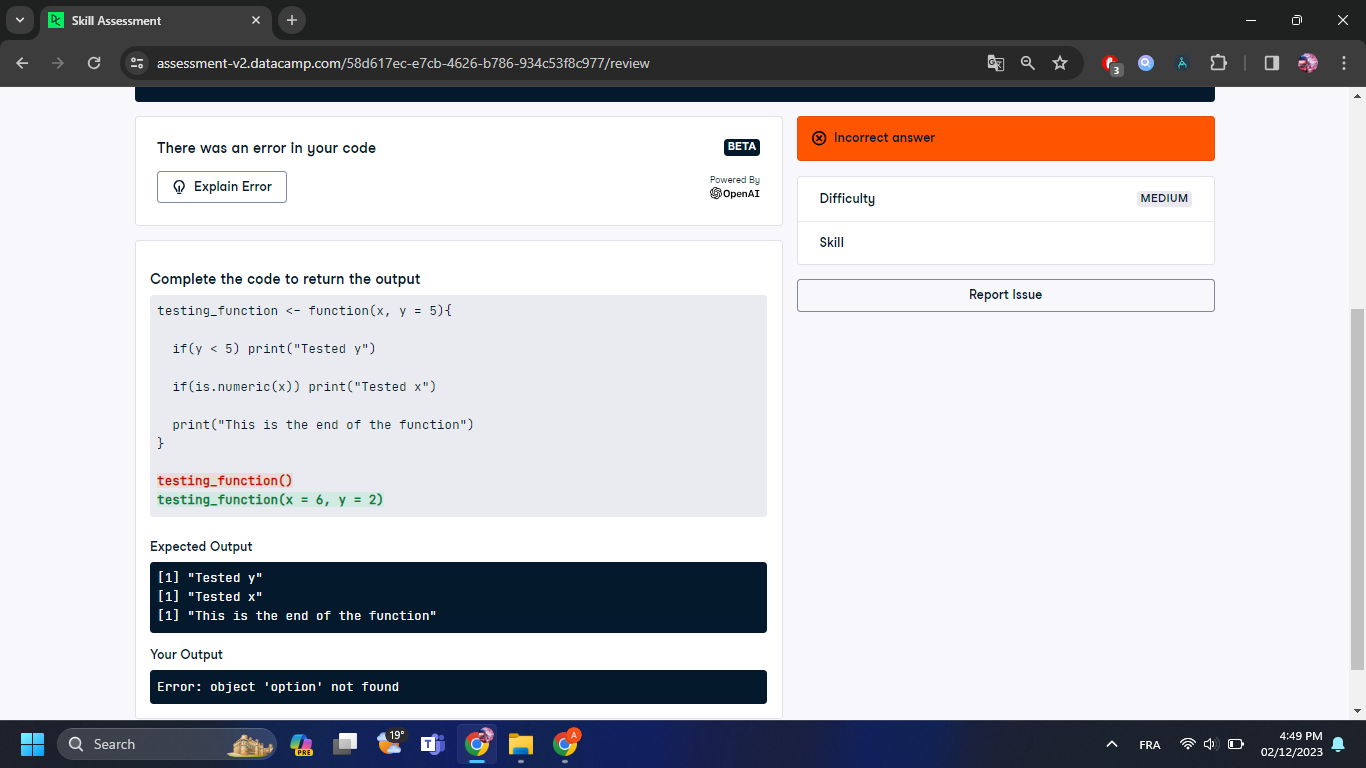 Skill Assessment
assessment-v2.datacamp.com/58d617ec-e7cb-4626-b786-934c53f8c977/review
3
There was an error in your code
BETA
Explain Error
Powered By
OpenAI
Incorrect answer
Difficulty
MEDIUM
Skill
Report Issue
Complete the code to return the output
testing_function <- function(x, y = 5){
if(y < 5) print("Tested y")
if(is.numeric(x)) print("Tested x")
print("This is the end of the function")
}
testing_function()
testing_function(x = 6, y = 2)
Expected Output
[1] "Tested y"
[1] "Tested x"
[1] "This is the end of the function"
Your Output
Error: object 'option' not found
Search
PRE
19°
A
FRA
4:49 PM
02/12/2023